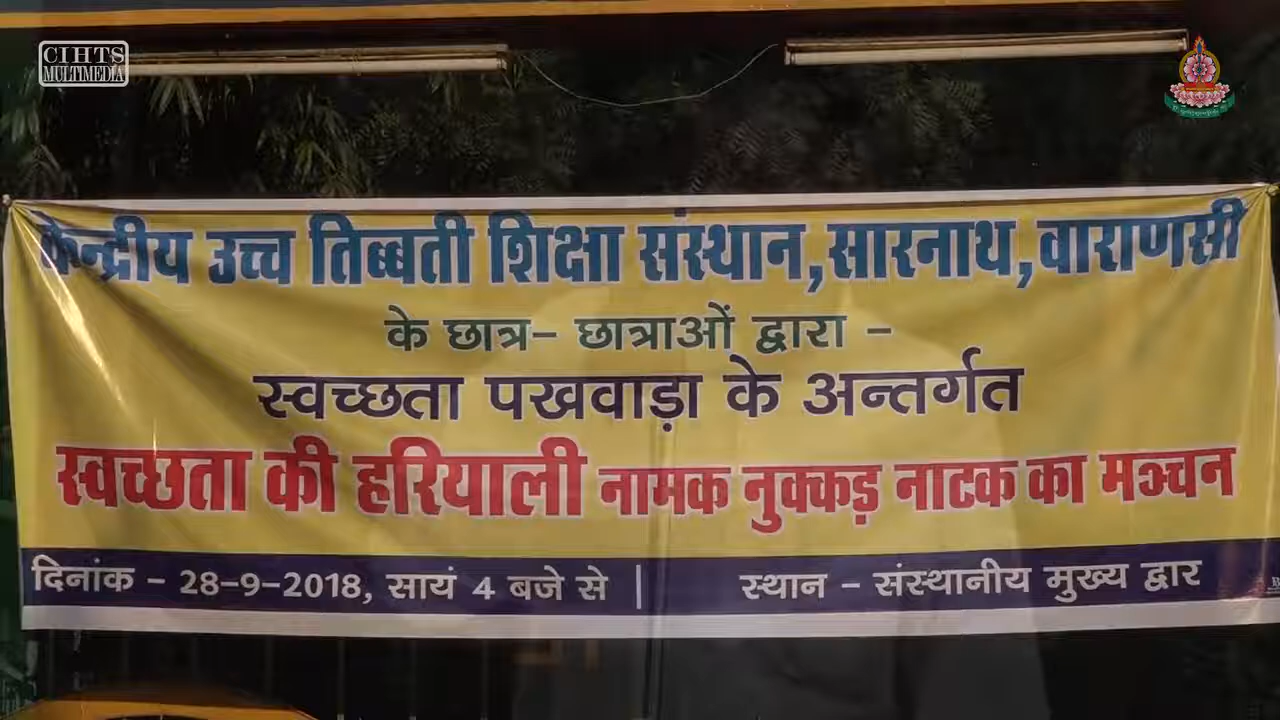 CIHTS
MULTIMEDIA
केन्द्रीय उच्च तिब्बती शिक्षा संस्थान, सारनाथ, वाराणसी
के छात्र- छात्राओं द्वारा -
स्वच्छता पखवाड़ा के अन्तर्गत
स्वच्छता की हरियाली नामक नुक्कड़ नाटक का मञ्चन
दिनांक - 28-9-2018, सायं 4 बजे से | स्थान - संस्थानीय मुख्य द्वार